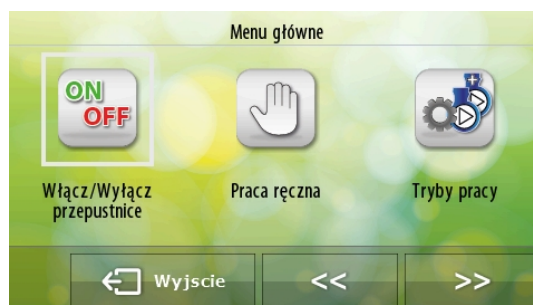 Menu główne
ON
OFF
Włącz/Wyłącz
przepustnice
Praca ręczna
Tryby pracy
Wyjscie
<<
>>